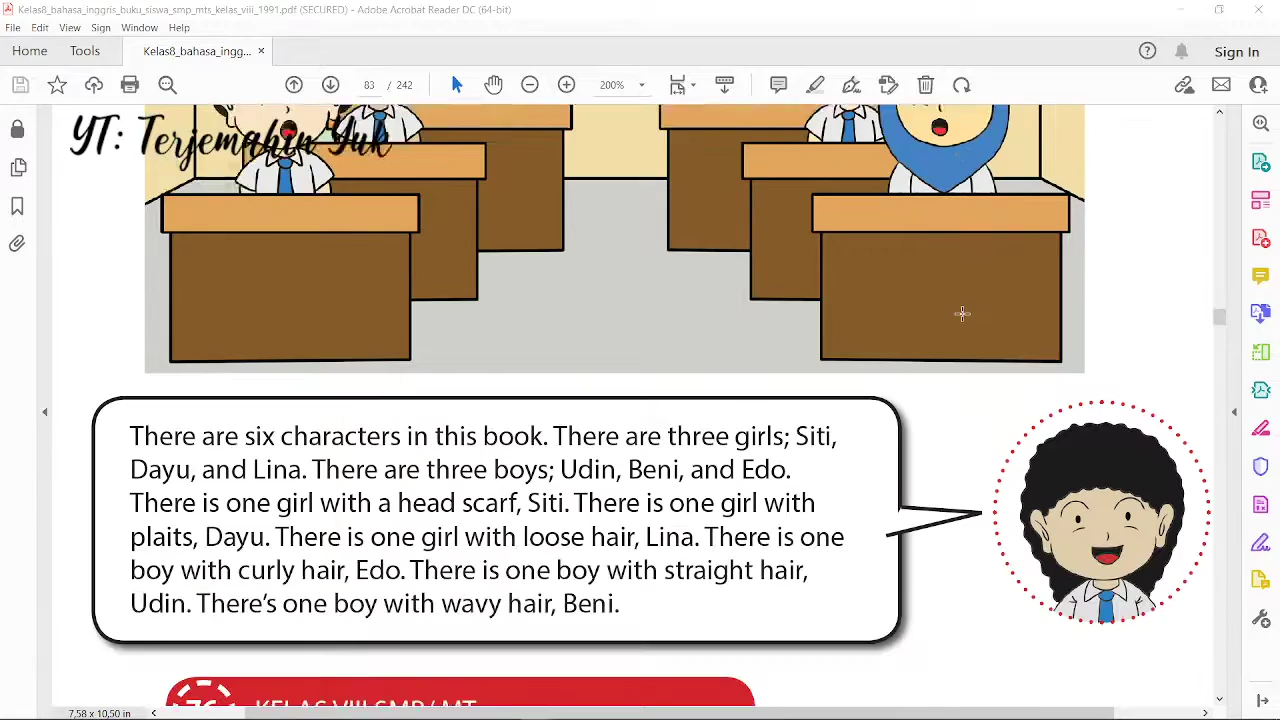 Kelas8_bahasa_inggris_buku_siswa_smp_mts_kelas_viii_1991.pdf (SECURED) - Adobe Acrobat Reader DC (64-bit)
File Edit View Sign Window Help
Home Tools Kelas8_bahasa_ingg... × Sign In
83 / 242 200%
YT: Terjemahin Yuk
There are six characters in this book. There are three girls; Siti,
Dayu, and Lina. There are three boys; Udin, Beni, and Edo.
There is one girl with a head scarf, Siti. There is one girl with
plaits, Dayu. There is one girl with loose hair, Lina. There is one
boy with curly hair, Edo. There is one boy with straight hair,
Udin. There's one boy with wavy hair, Beni.
76 KELAS VIII SMP/ MT
7,58 x 10,50 in